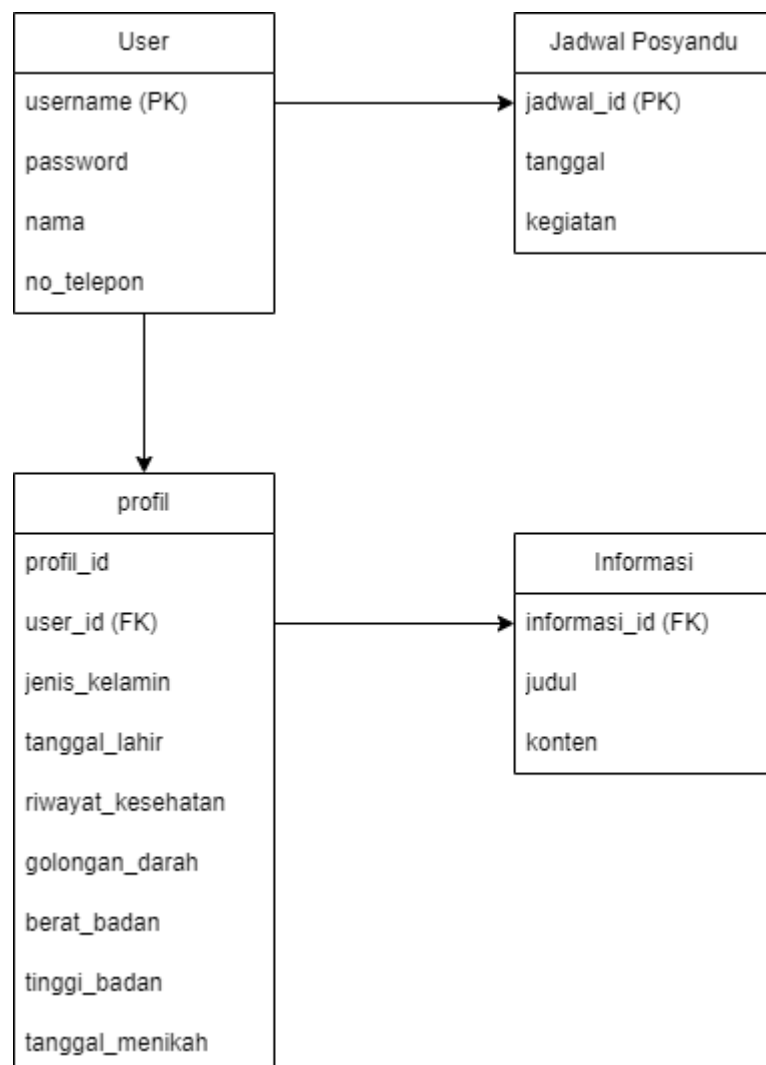 User
username (PK)
password
nama
no_telepon
Jadwal Posyandu
jadwal_id (PK)
tanggal
kegiatan
profil
profil_id
user_id (FK)
jenis_kelamin
tanggal_lahir
riwayat_kesehatan
golongan_darah
berat_badan
tinggi_badan
tanggal_menikah
Informasi
informasi_id (FK)
judul
konten